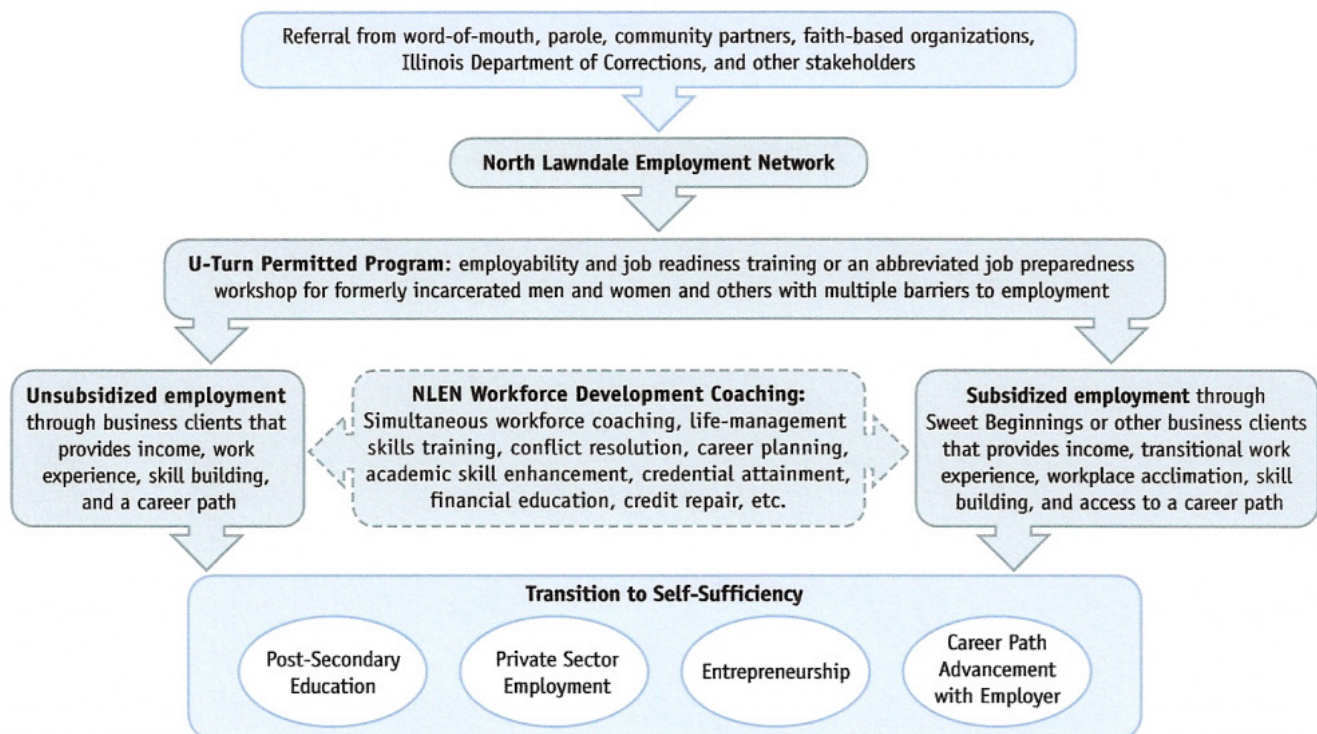 Referral from word-of-mouth, parole, community partners, faith-based organizations,
Illinois Department of Corrections, and other stakeholders
North Lawndale Employment Network
U-Turn Permitted Program: employability and job readiness training or an abbreviated job preparedness
workshop for formerly incarcerated men and women and others with multiple barriers to employment
Unsubsidized employment
through business clients that
provides income, work
experience, skill building,
and a career path
NLEN Workforce Development Coaching:
Simultaneous workforce coaching, life-management
skills training, conflict resolution, career planning,
academic skill enhancement, credential attainment,
financial education, credit repair, etc.
Subsidized employment through
Sweet Beginnings or other business clients
that provides income, transitional work
experience, workplace acclimation, skill
building, and access to a career path
Transition to Self-Sufficiency
Post-Secondary
Education
Private Sector
Employment
Entrepreneurship
Career Path
Advancement
with Employer